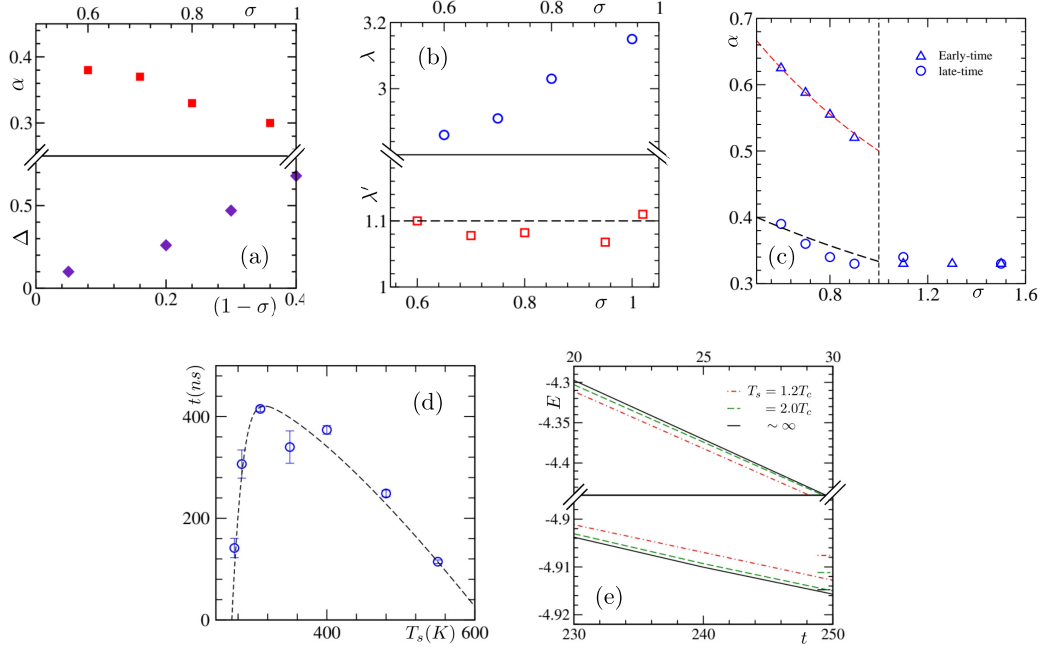 0.6 0.8 σ 1
0.4
α
0.3
0.5
Δ
(a)
0
0 0.2 (1 − σ) 0.4
0.6 0.8 σ 1
3.2
λ
(b)
3
λ′
1.1
1
0.6 0.8 σ 1
0.7
α
Early-time
late-time
0.6
0.5
0.4
(c)
0.3
0.8 1.2 σ 1.6
t(ns)
400
(d)
200
0
400 T_s(K) 600
20 25 30
-4.3
E
T_s = 1.2T_c
= 2.0T_c
∼ ∞
-4.35
-4.4
-4.9
-4.91
-4.92
(e)
230 240 t 250